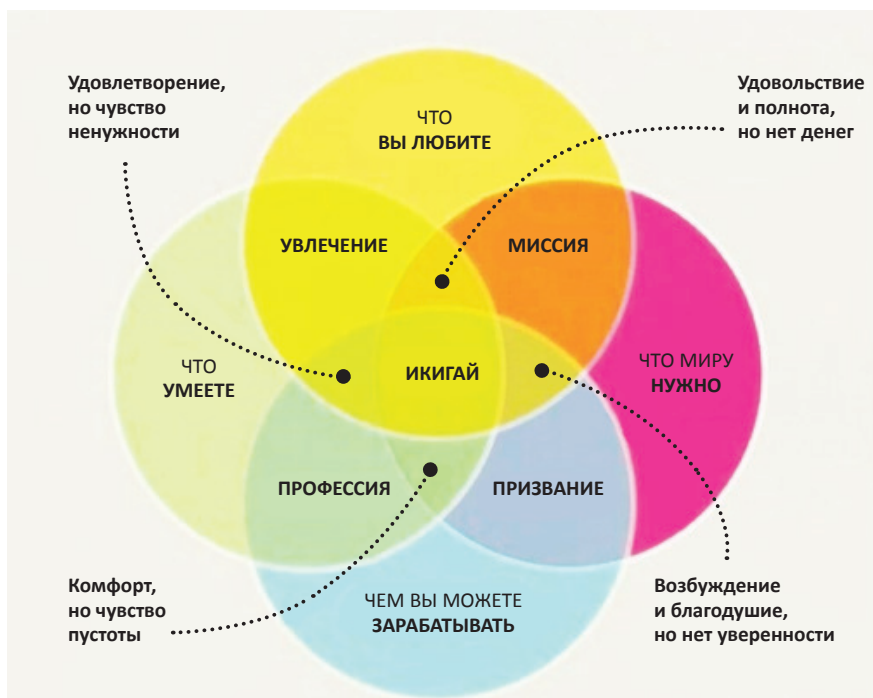 Удовлетворение,
но чувство
ненужности
Удовольствие
и полнота,
но нет денег
ЧТО
ВЫ ЛЮБИТЕ
УВЛЕЧЕНИЕ
МИССИЯ
ЧТО
УМЕЕТЕ
ИКИГАЙ
ЧТО МИРУ
НУЖНО
ПРОФЕССИЯ
ПРИЗВАНИЕ
ЧЕМ ВЫ МОЖЕТЕ
ЗАРАБАТЫВАТЬ
Комфорт,
но чувство
пустоты
Возбуждение
и благодушие,
но нет уверенности